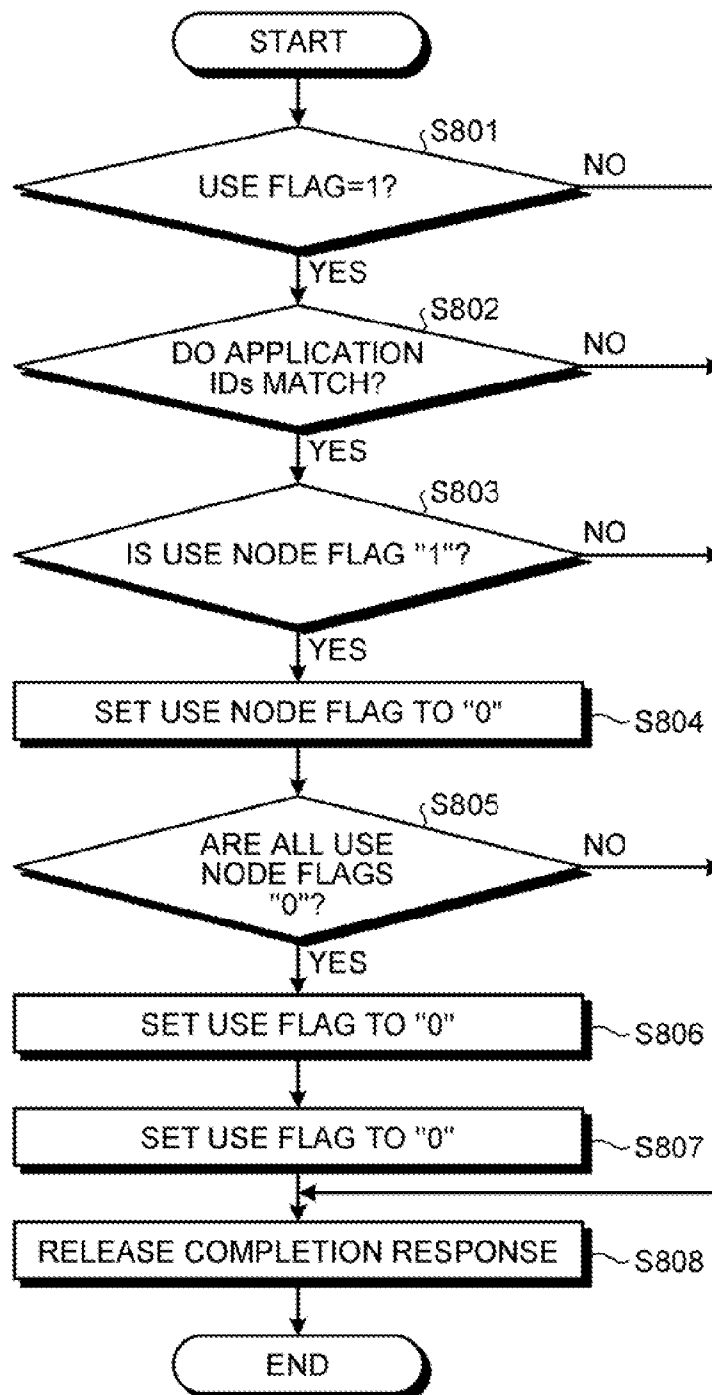 START
S801
USE FLAG=1?
NO
YES
S802
DO APPLICATION
IDs MATCH?
NO
YES
S803
IS USE NODE FLAG "1"?
NO
YES
SET USE NODE FLAG TO "0"
S804
S805
ARE ALL USE
NODE FLAGS
"0"?
NO
YES
SET USE FLAG TO "0"
S806
SET USE FLAG TO "0"
S807
RELEASE COMPLETION RESPONSE
S808
END